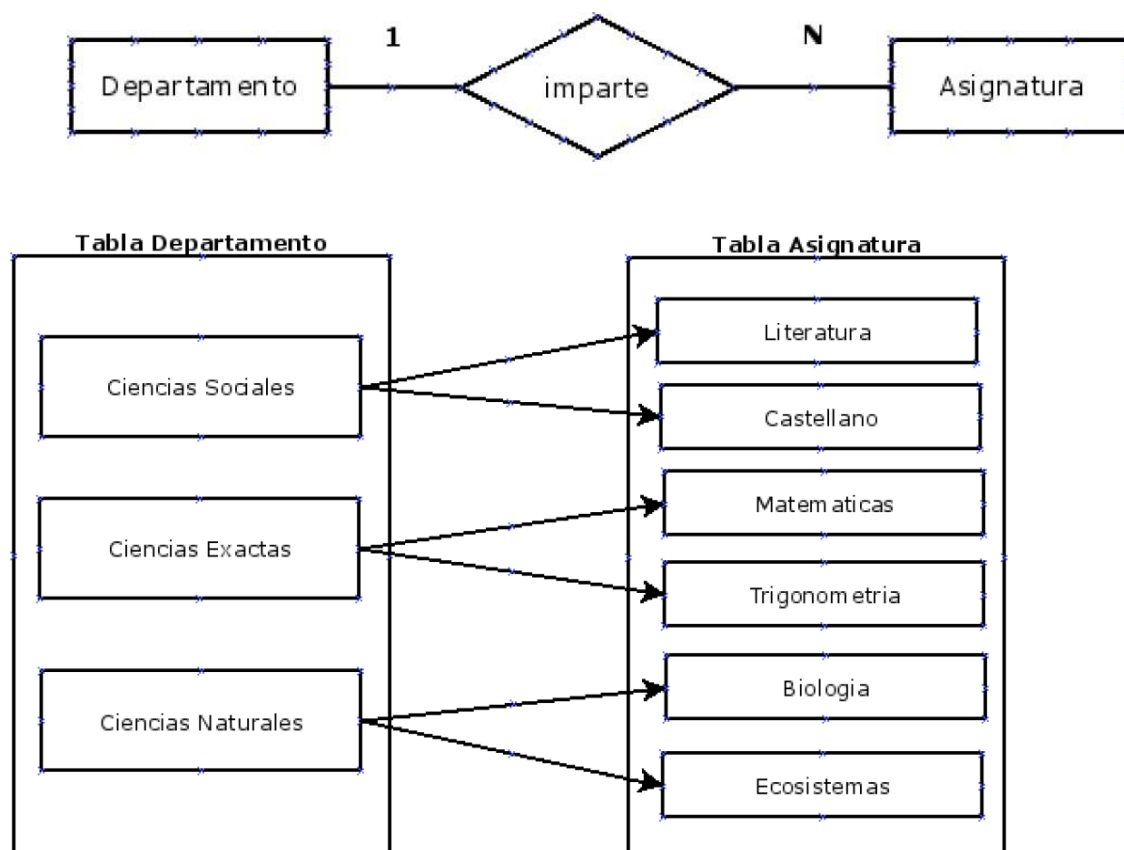 1
N
Departamento
imparte
Asignatura
Tabla Departamento
Tabla Asignatura
Ciencias Sociales
Literatura
Castellano
Ciencias Exactas
Matematicas
Trigonometria
Ciencias Naturales
Biologia
Ecosistemas